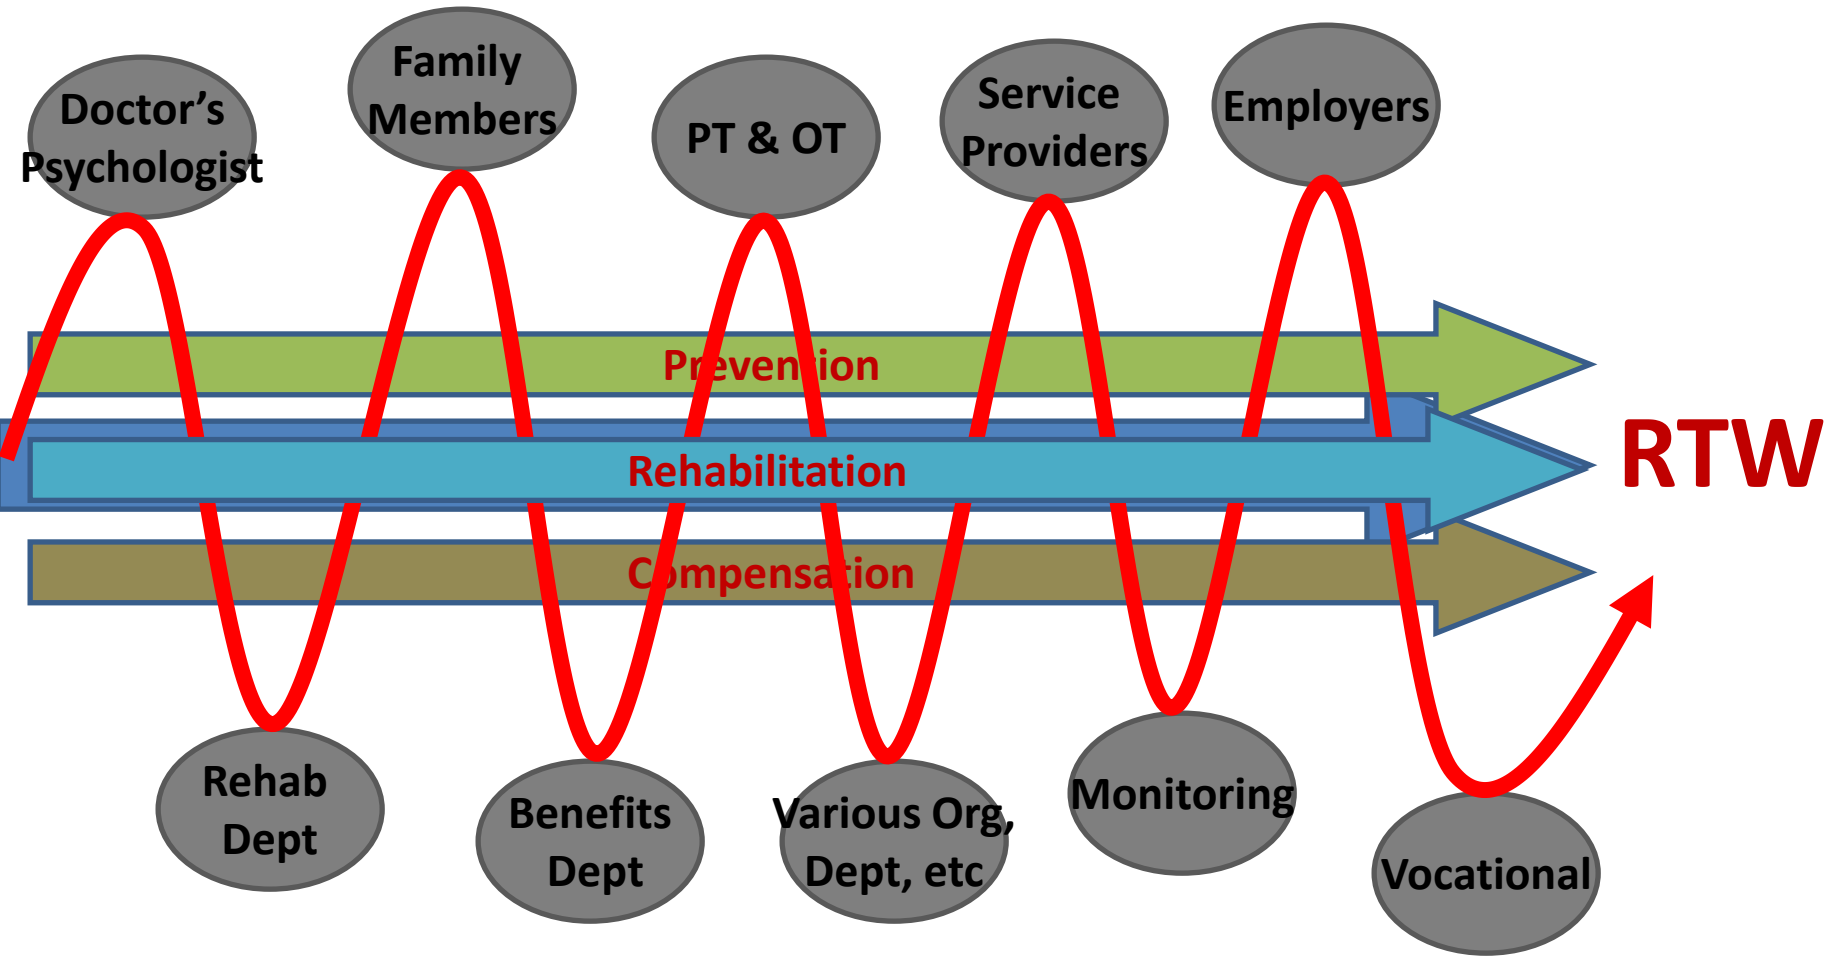 Doctor’s
Psychologist
Family
Members
PT & OT
Service
Providers
Employers
Prevention
Rehabilitation
Compensation
RTW
Rehab
Dept
Benefits
Dept
Various Org,
Dept, etc
Monitoring
Vocational